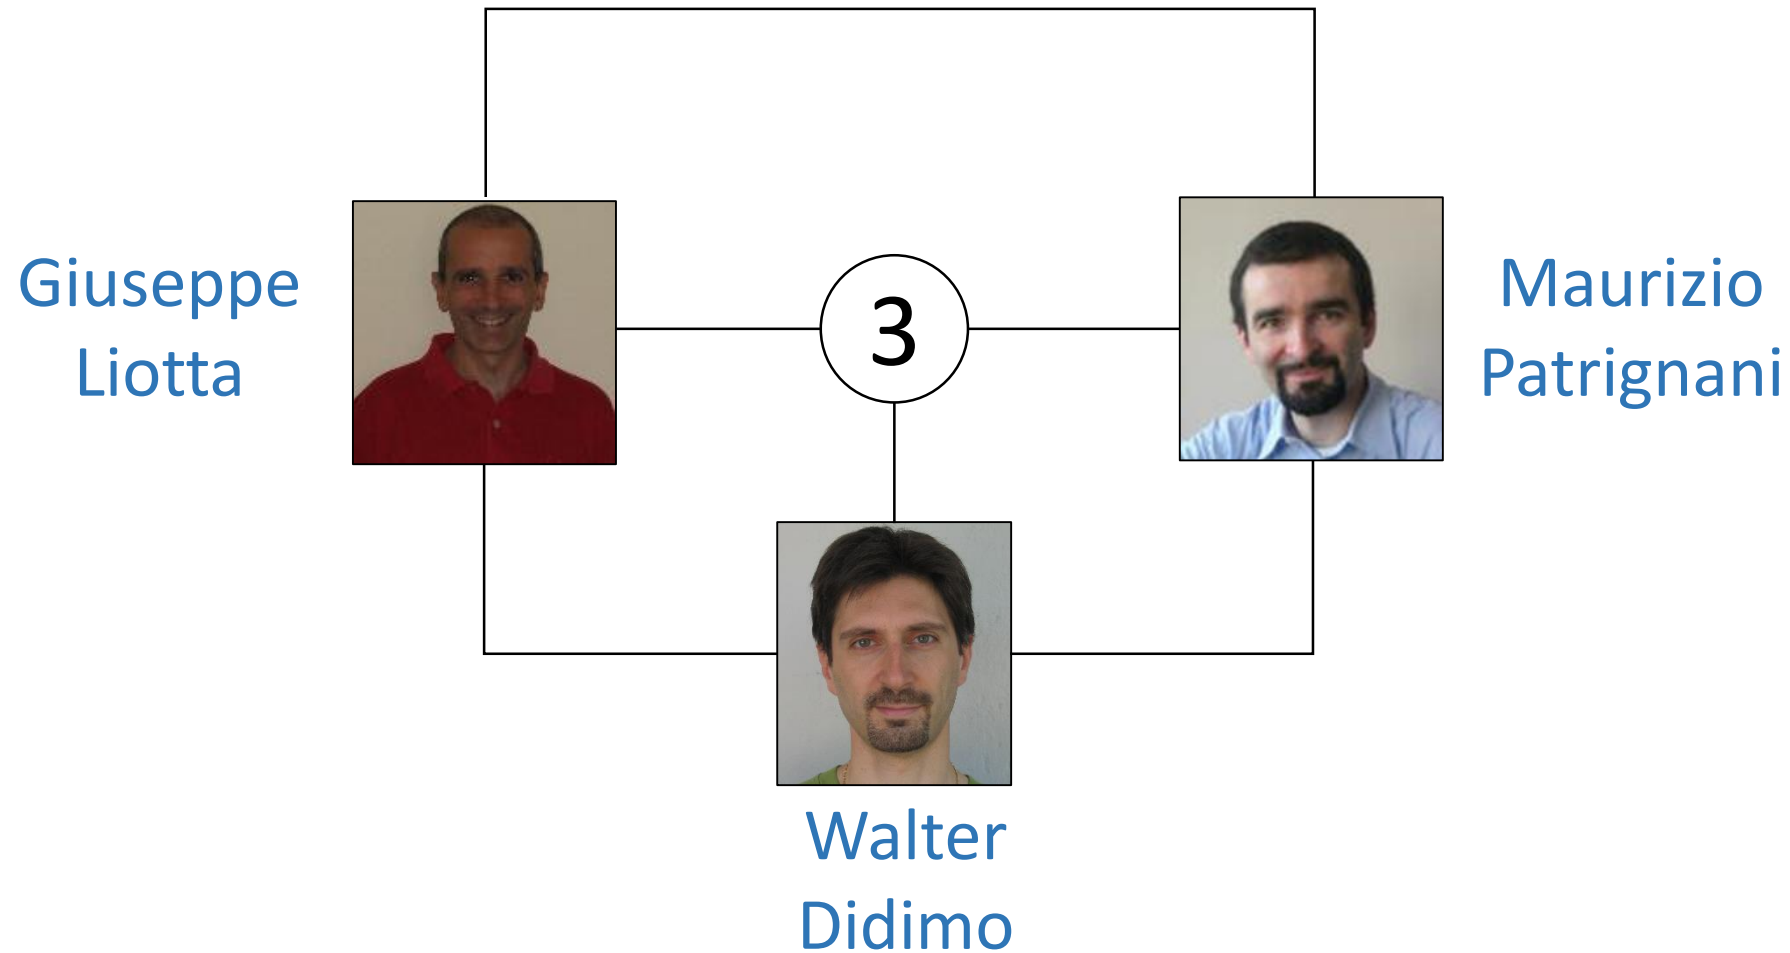 Giuseppe
Liotta
3
Maurizio
Patrignani
Walter
Didimo